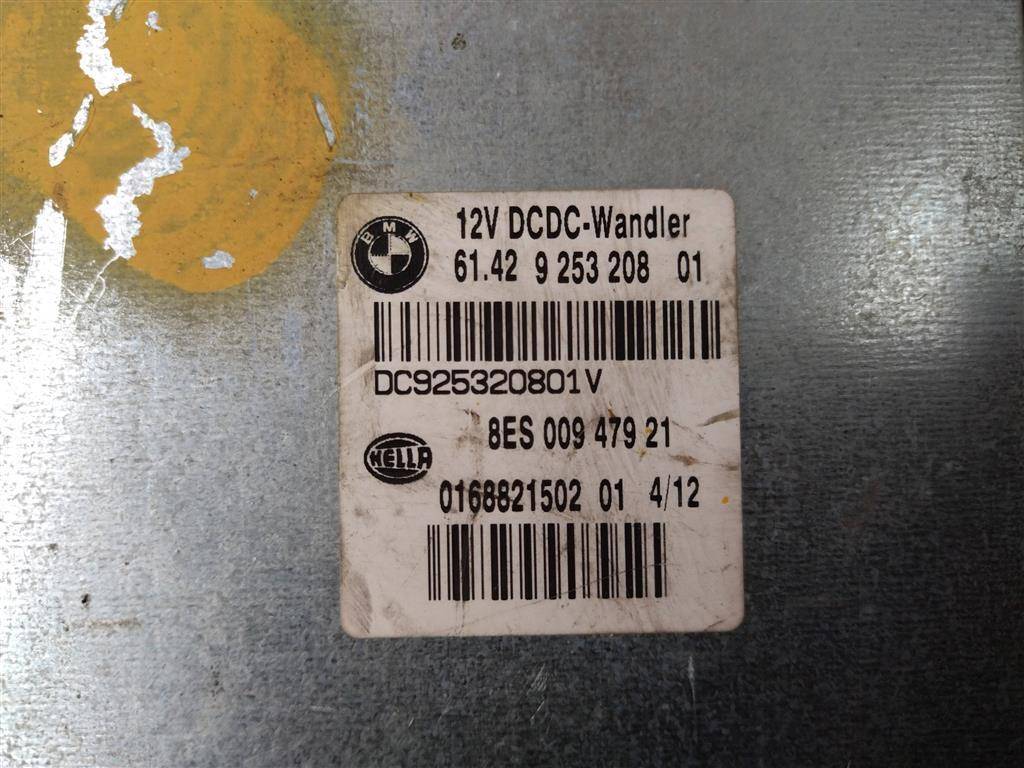 BMW
12V DCDC-Wandler
61.42 9 253 208 01
DC925320801V
8ES 009 479 21
HELLA
0168821502 01 4/12